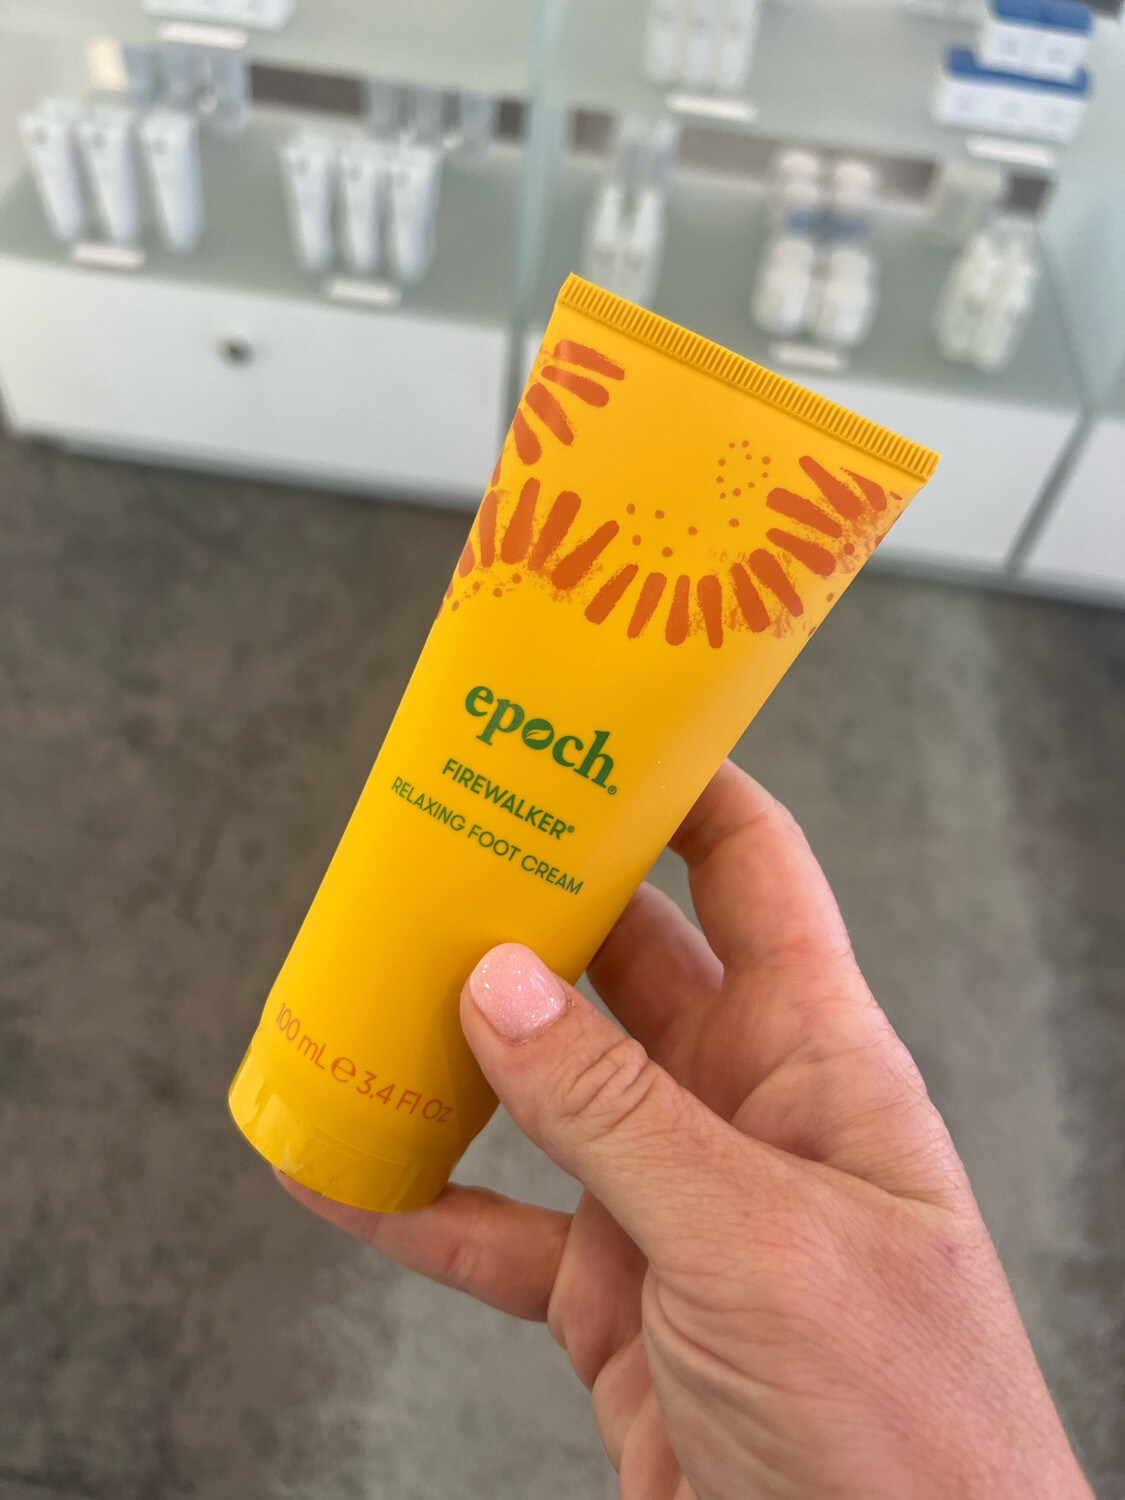 epoch®
FIREWALKER®
RELAXING FOOT CREAM
100 mL ℮ 3.4 Fl Oz